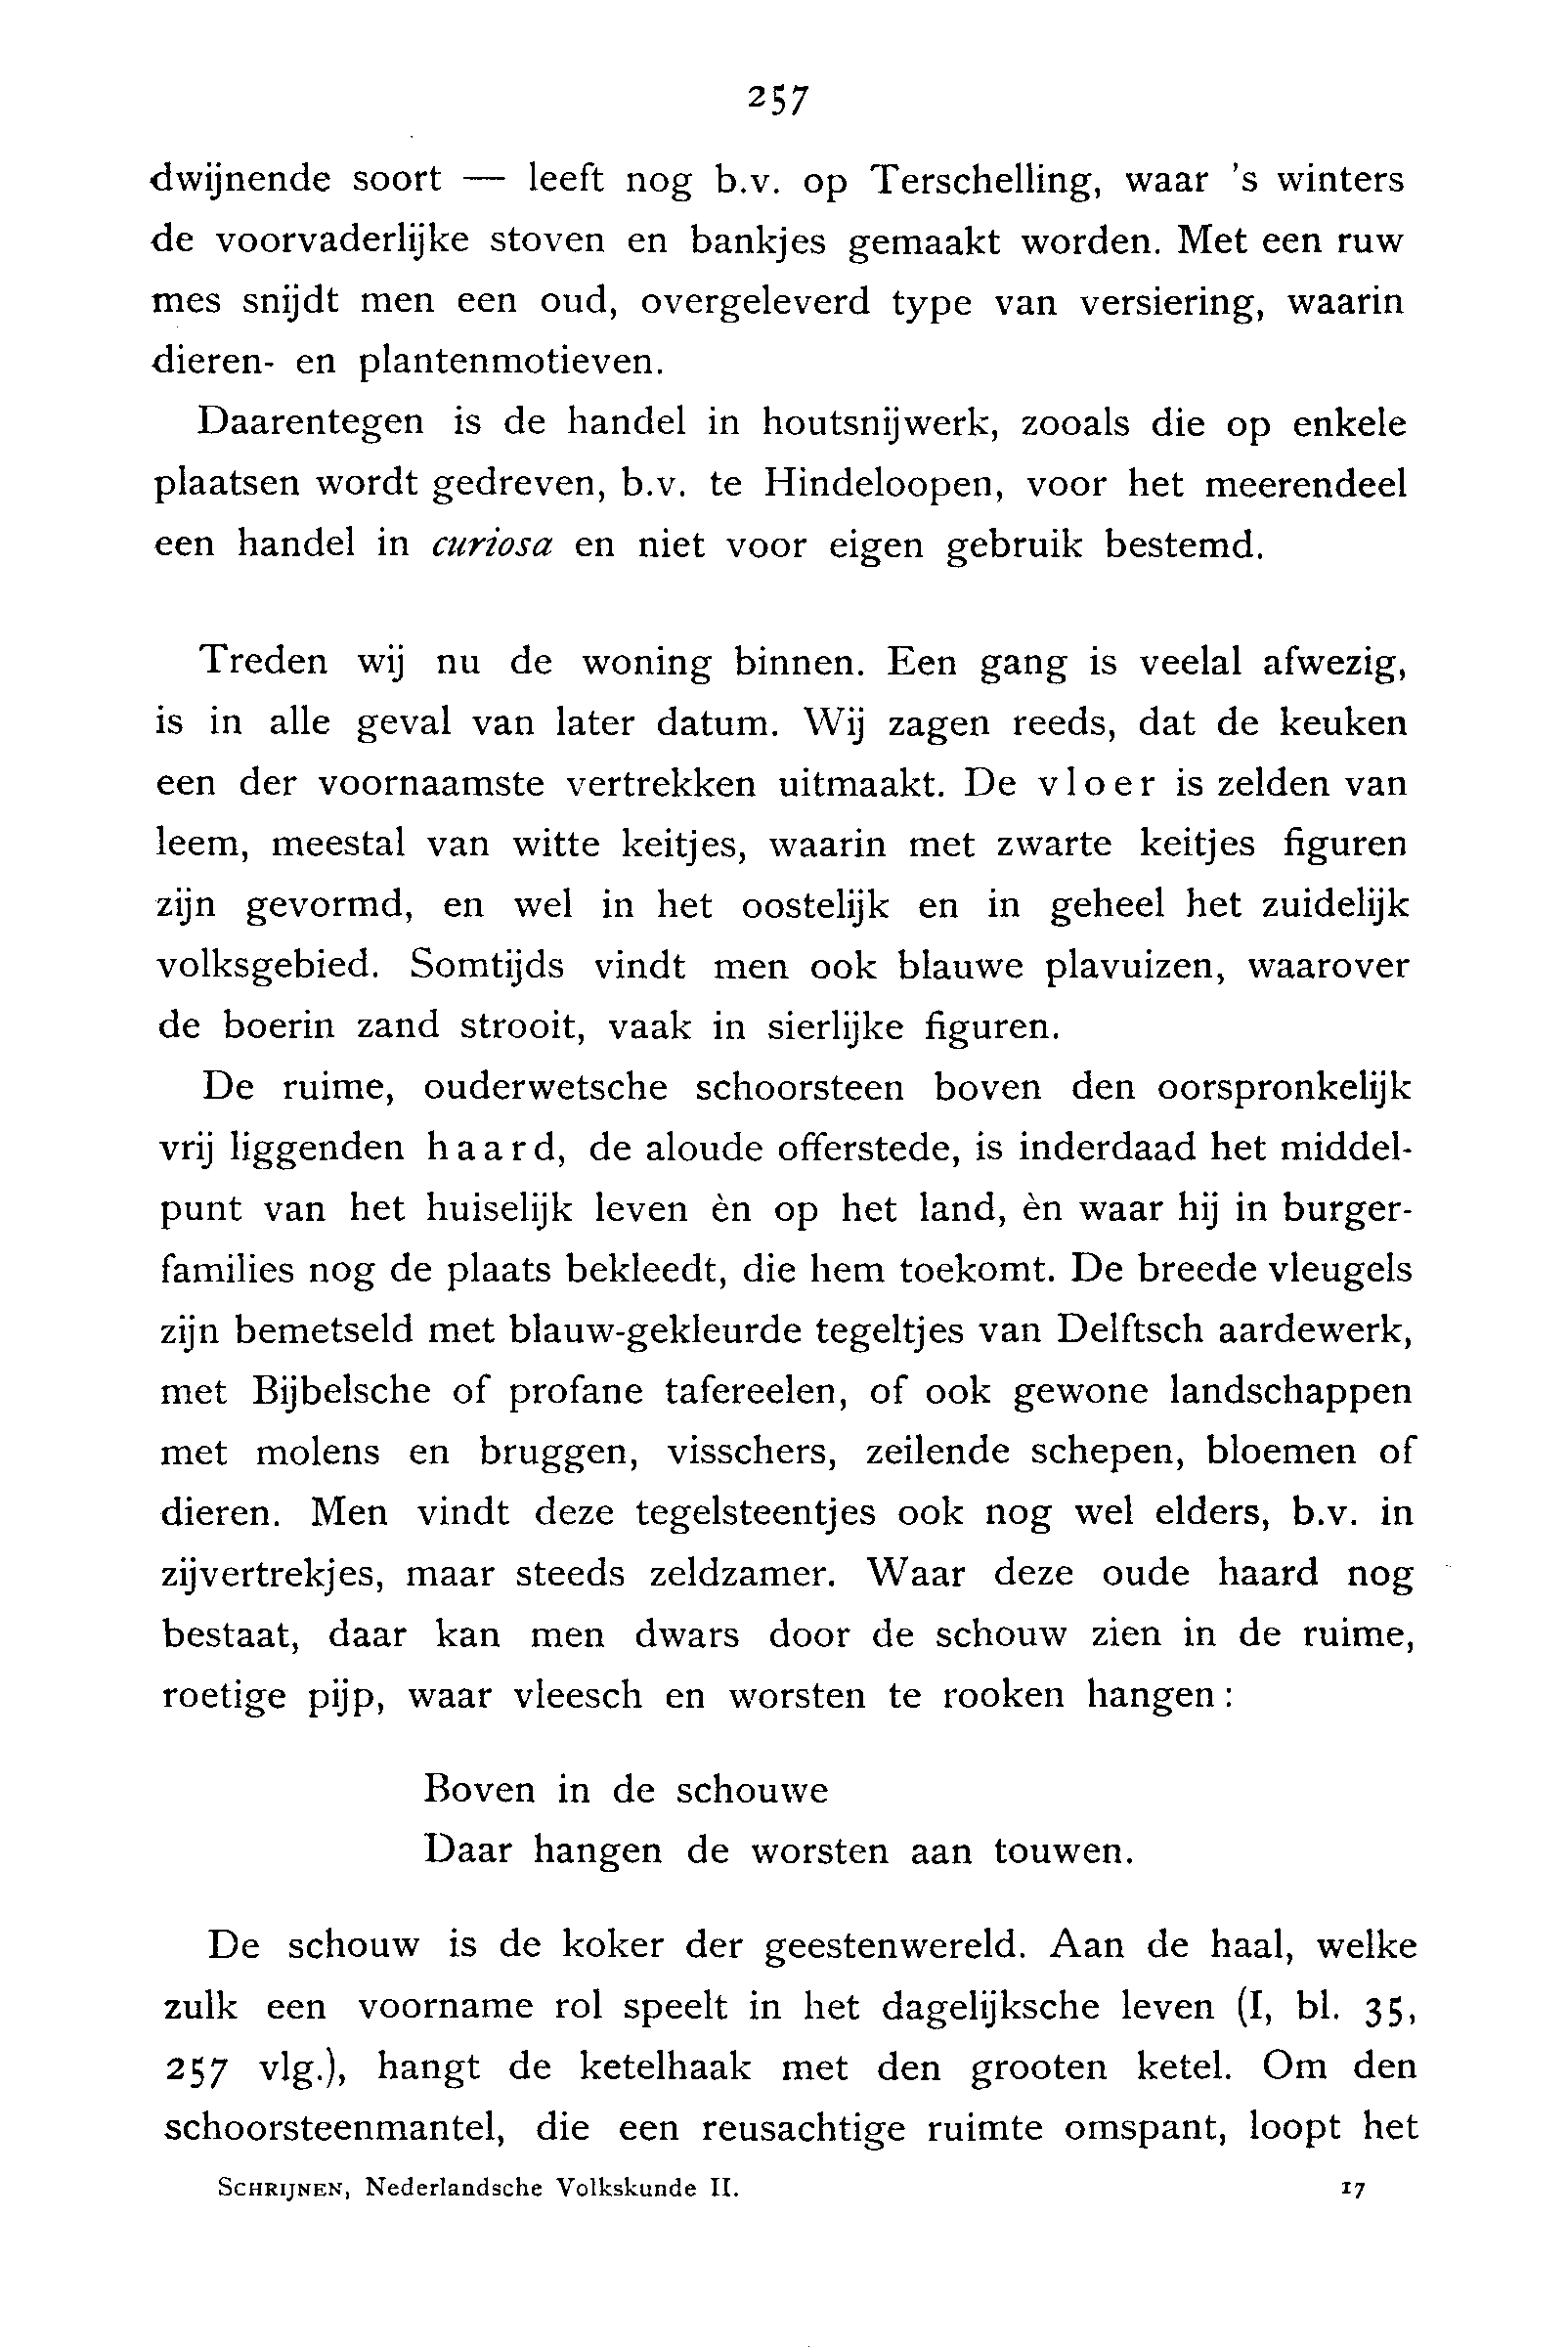 257
dwijnende soort — leeft nog b.v. op Terschelling, waar 's winters
de voorvaderlijke stoven en bankjes gemaakt worden. Met een ruw
mes snijdt men een oud, overgeleverd type van versiering, waarin
dieren- en plantenmotieven.
Daarentegen is de handel in houtsnijwerk, zooals die op enkele
plaatsen wordt gedreven, b.v. te Hindeloopen, voor het meerendeel
een handel in curiosa en niet voor eigen gebruik bestemd.
Treden wij nu de woning binnen. Een gang is veelal afwezig,
is in alle geval van later datum. Wij zagen reeds, dat de keuken
een der voornaamste vertrekken uitmaakt. De vloer is zelden van
leem, meestal van witte keitjes, waarin met zwarte keitjes figuren
zijn gevormd, en wel in het oostelijk en in geheel het zuidelijk
volksgebied. Somtijds vindt men ook blauwe plavuizen, waarover
de boerin zand strooit, vaak in sierlijke figuren.
De ruime, ouderwetsche schoorsteen boven den oorspronkelijk
vrij liggenden haard, de aloude offerstede, is inderdaad het middel-
punt van het huiselijk leven èn op het land, èn waar hij in burger-
families nog de plaats bekleedt, die hem toekomt. De breede vleugels
zijn bemetseld met blauw-gekleurde tegeltjes van Delftsch aardewerk,
met Bijbelsche of profane tafereelen, of ook gewone landschappen
met molens en bruggen, visschers, zeilende schepen, bloemen of
dieren. Men vindt deze tegelsteentjes ook nog wel elders, b.v. in
zijvertrekjes, maar steeds zeldzamer. Waar deze oude haard nog
bestaat, daar kan men dwars door de schouw zien in de ruime,
roetige pijp, waar vleesch en worsten te rooken hangen:
Boven in de schouwe
Daar hangen de worsten aan touwen.
De schouw is de koker der geestenwereld. Aan de haal, welke
zulk een voorname rol speelt in het dagelijksche leven (I, bl. 35,
257 vlg.), hangt de ketelhaak met den grooten ketel. Om den
schoorsteenmantel, die een reusachtige ruimte omspant, loopt het
SCHRIJNEN, Nederlandsche Volkskunde II. 17